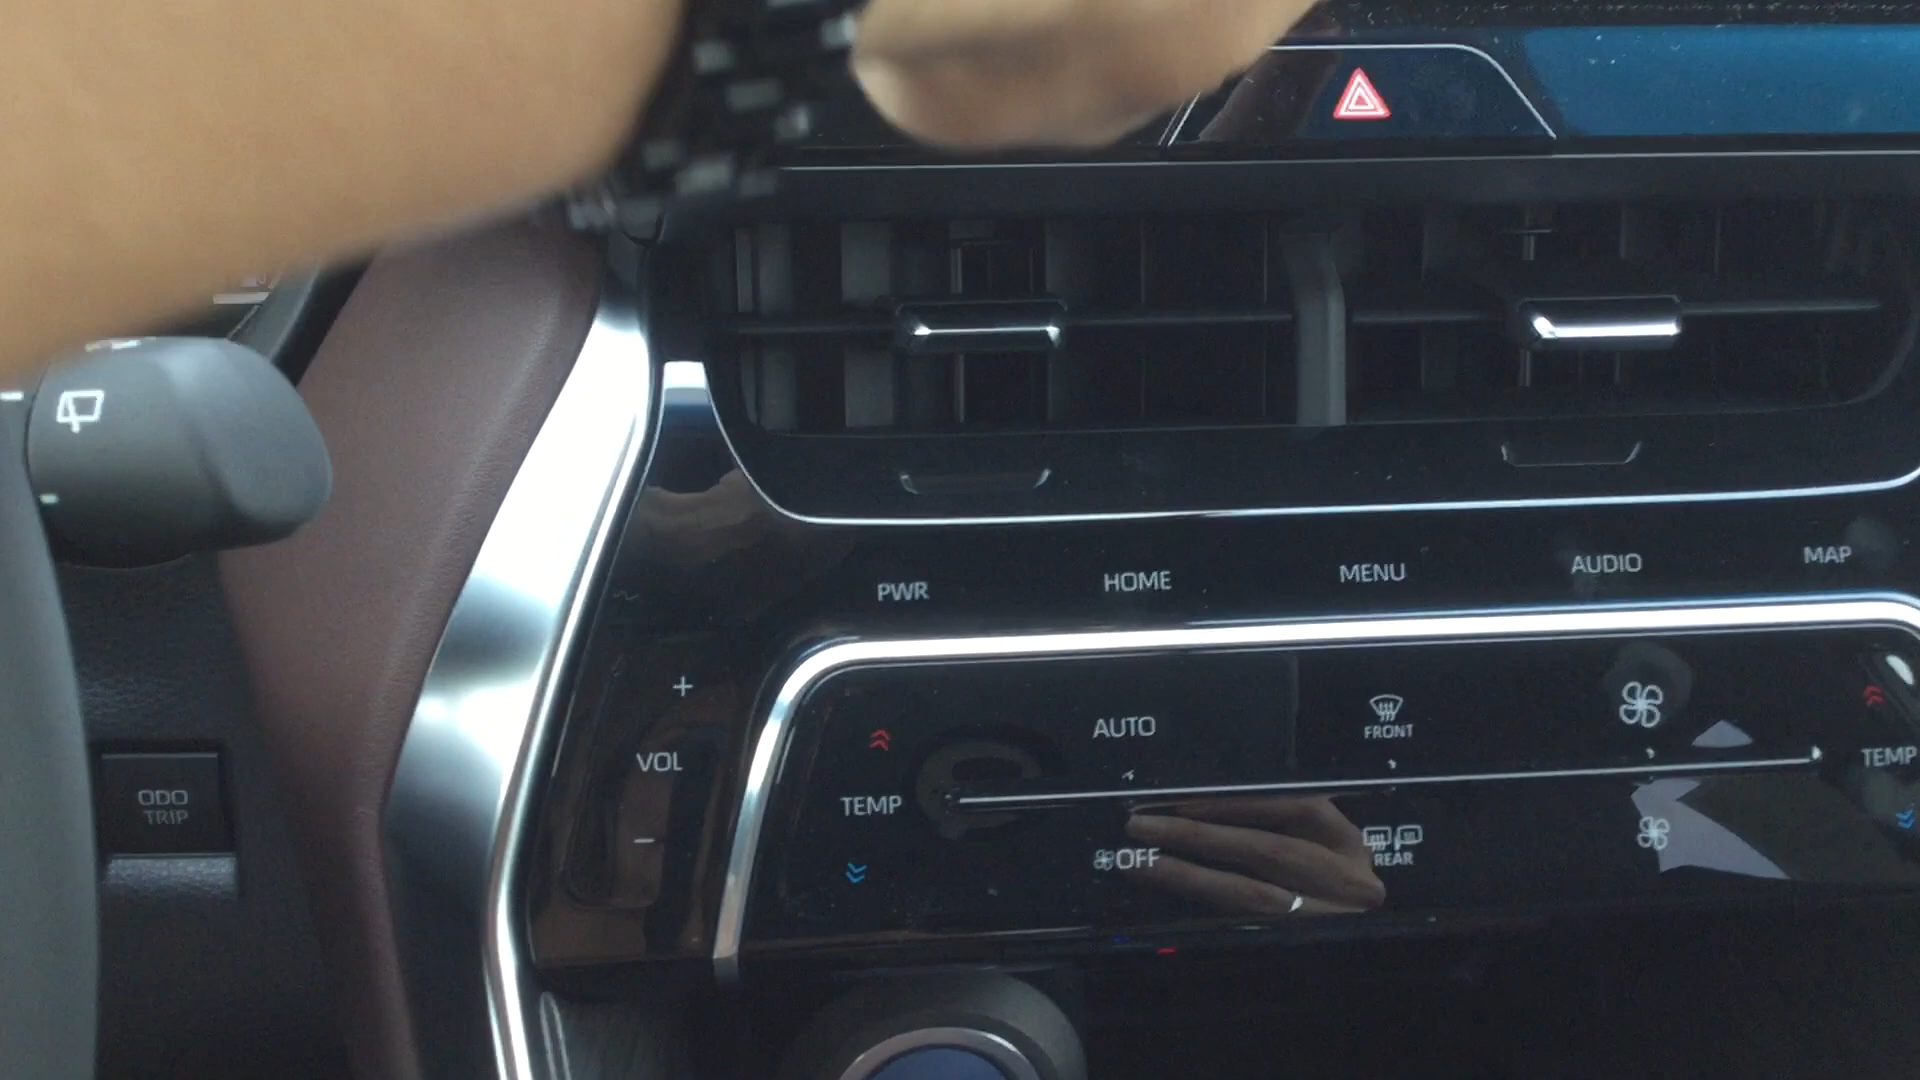 PWR HOME MENU AUDIO MAP
+
VOL
−
AUTO
FRONT
TEMP
TEMP
OFF
REAR
ODO
TRIP